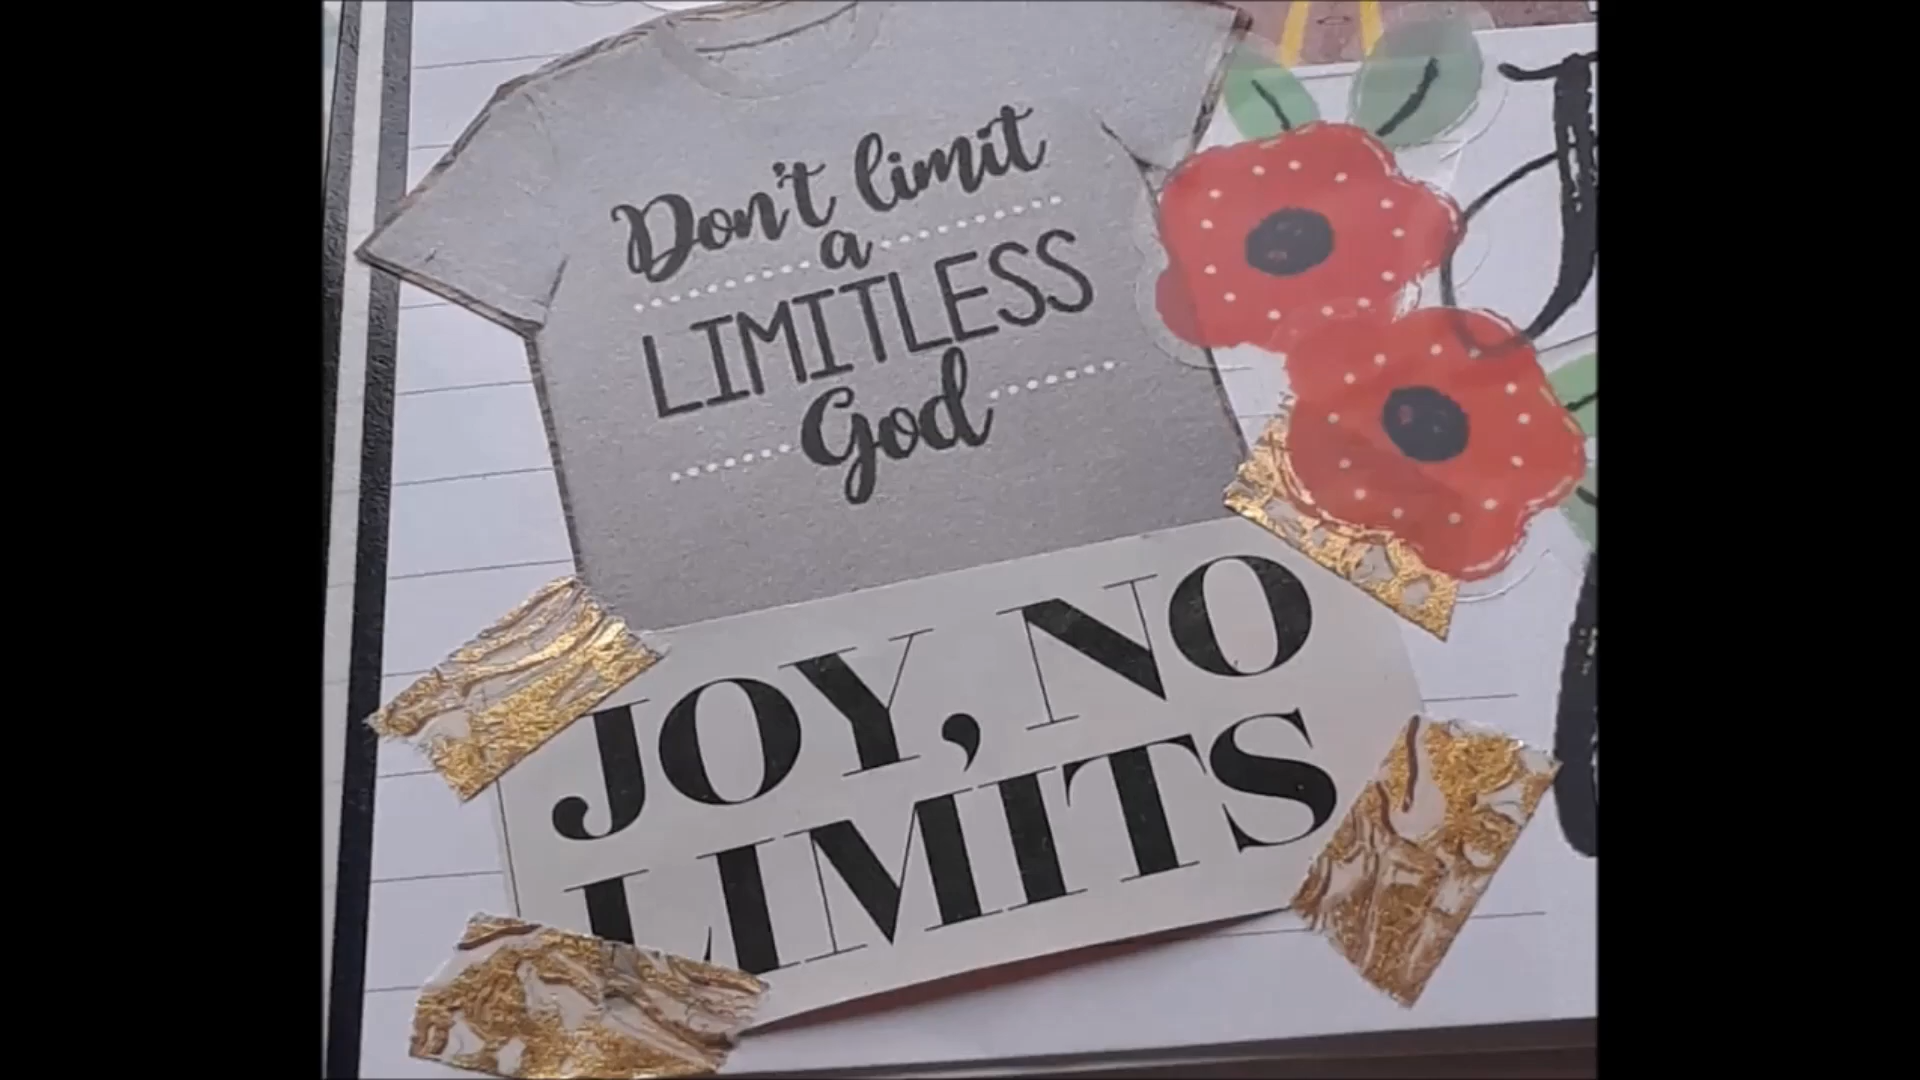 Don't limit
a
LIMITLESS
God
JOY, NO
LIMITS